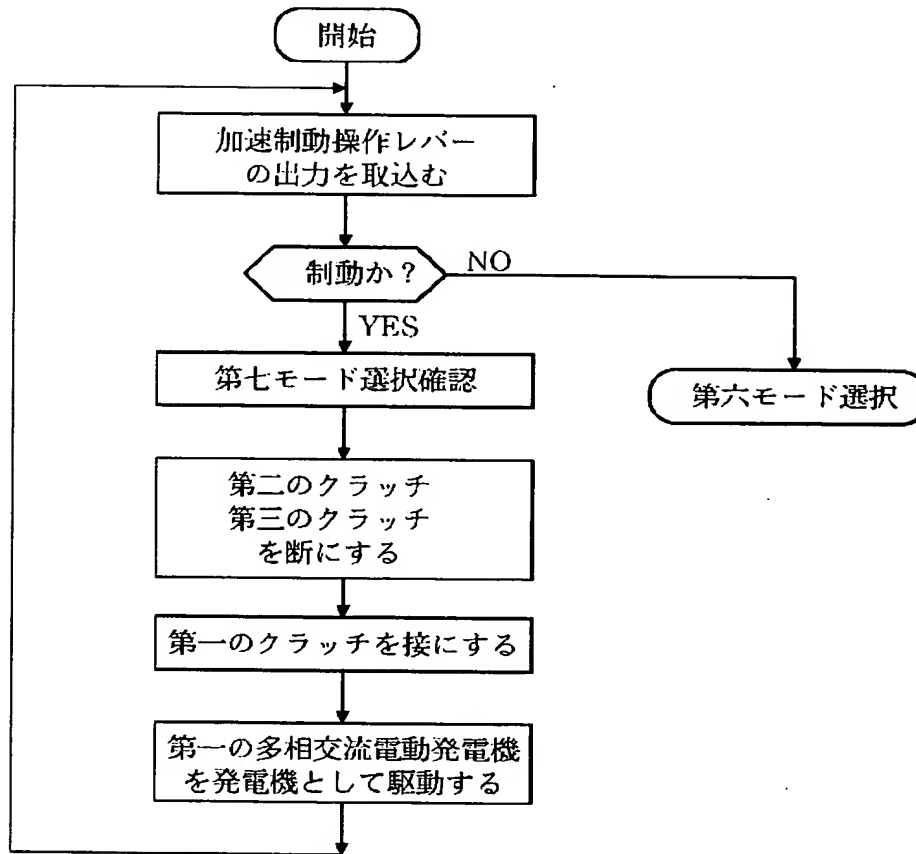 開始
加速制動操作レバー
の出力を取込む
制動か？
NO
YES
第七モード選択確認
第六モード選択
第二のクラッチ
第三のクラッチ
を断にする
第一のクラッチを接にする
第一の多相交流電動発電機
を発電機として駆動する